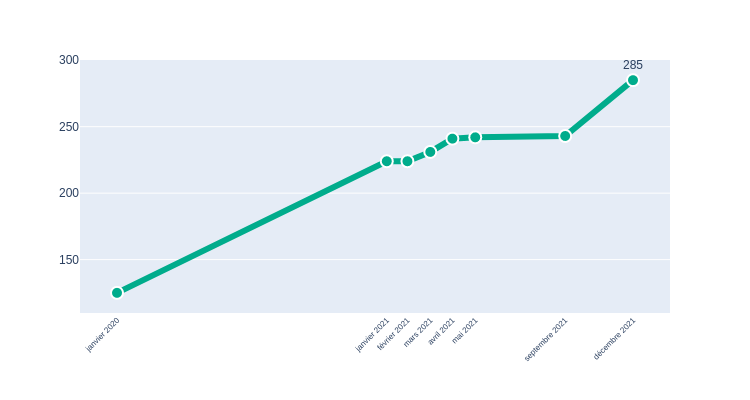 300
285
250
200
150
janvier 2020
janvier 2021
février 2021
mars 2021
avril 2021
mai 2021
septembre 2021
décembre 2021